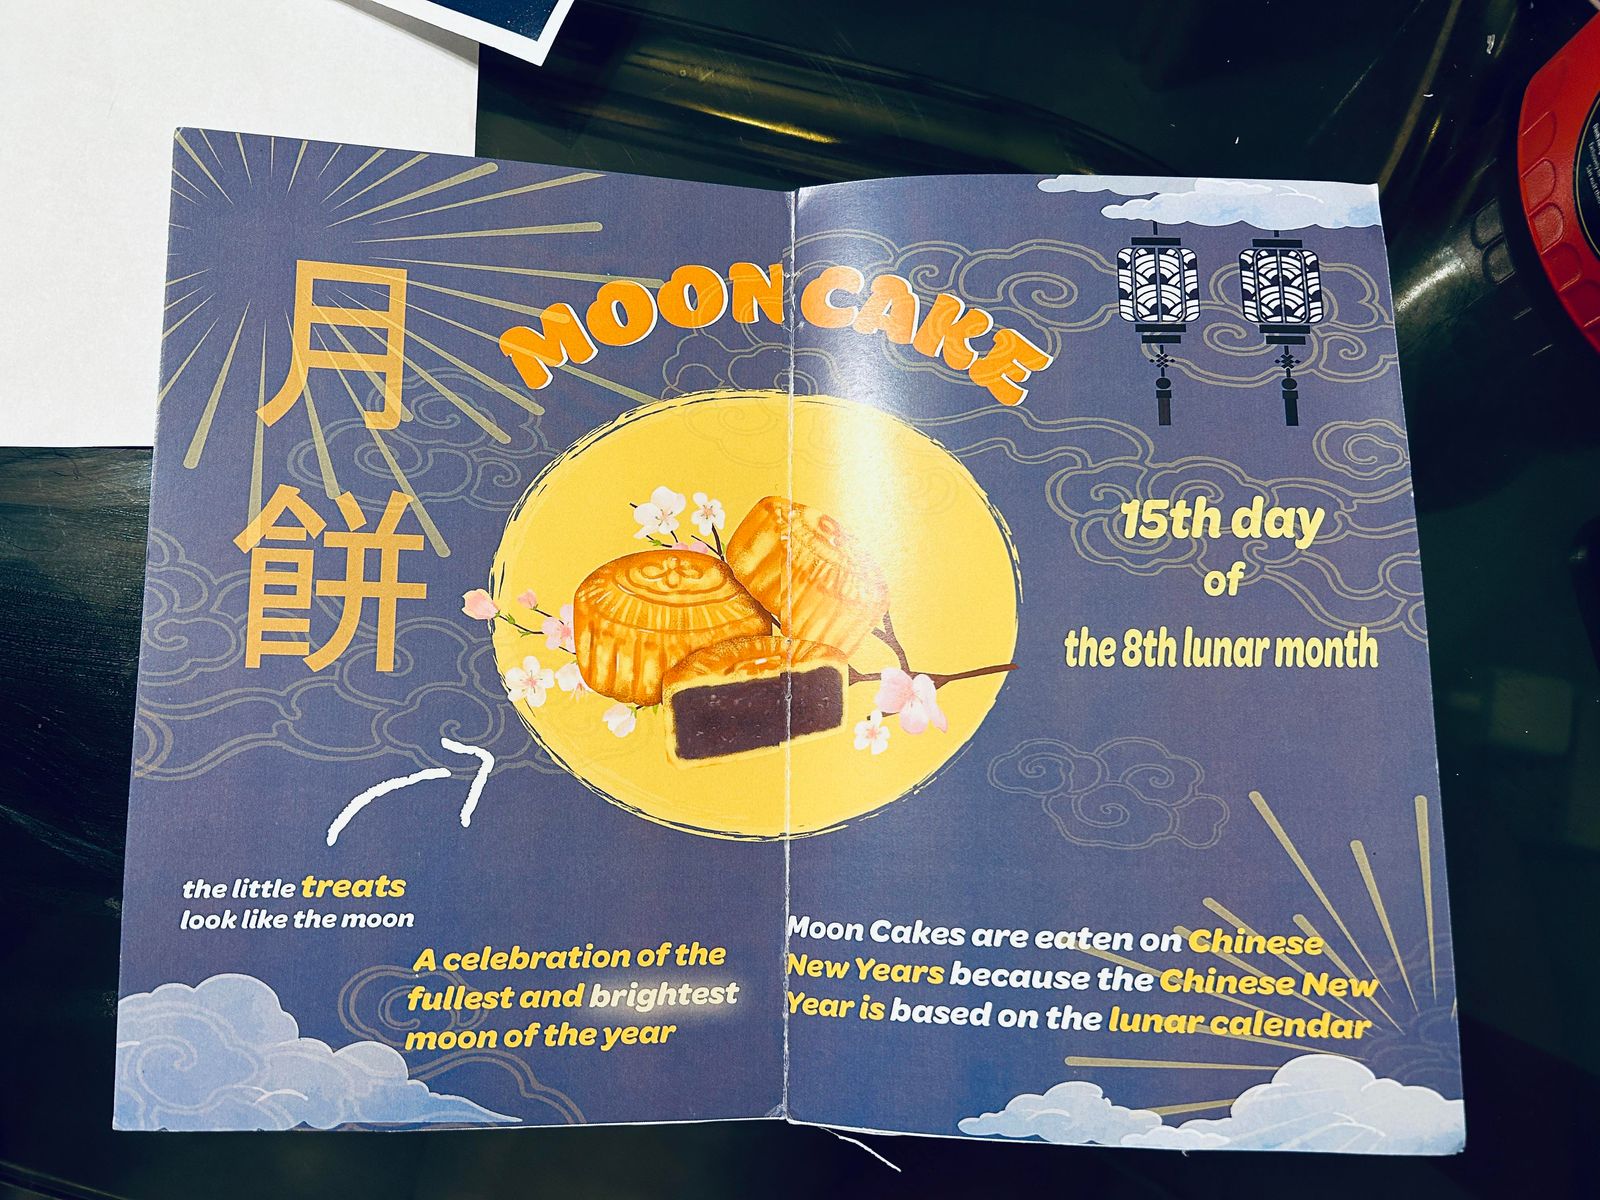 月
餅
MOON CAKE
15th day
of
the 8th lunar month
the little treats
look like the moon
A celebration of the
fullest and brightest
moon of the year
Moon Cakes are eaten on Chinese
New Years because the Chinese New
Year is based on the lunar calendar